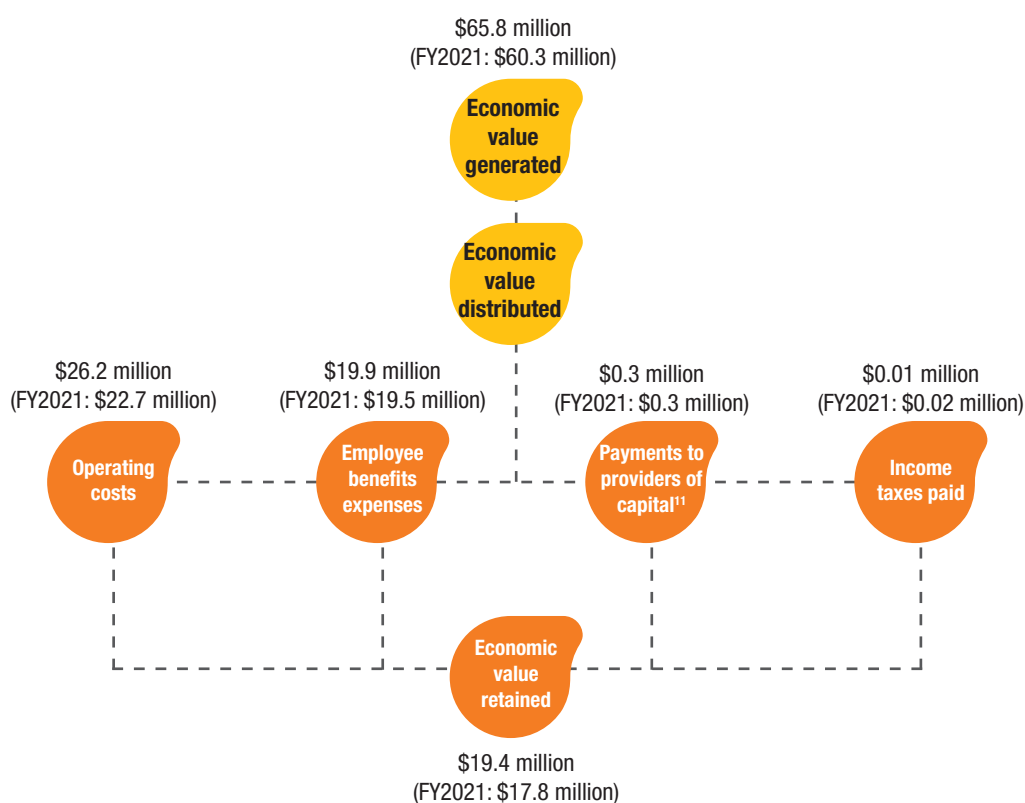 $65.8 million
(FY2021: $60.3 million)
Economic
value
generated
Economic
value
distributed
$26.2 million
(FY2021: $22.7 million)
Operating
costs
$19.9 million
(FY2021: $19.5 million)
Employee
benefits
expenses
$0.3 million
(FY2021: $0.3 million)
Payments to
providers of
capital¹¹
$0.01 million
(FY2021: $0.02 million)
Income
taxes paid
Economic
value
retained
$19.4 million
(FY2021: $17.8 million)